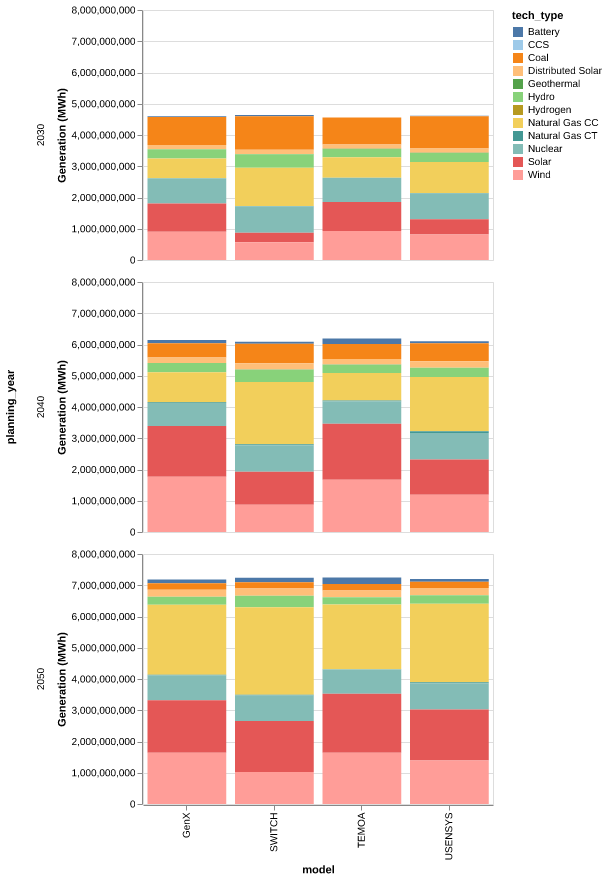 tech_type
Battery
CCS
Coal
Distributed Solar
Geothermal
Hydro
Hydrogen
Natural Gas CC
Natural Gas CT
Nuclear
Solar
Wind
planning_year
2030
Generation (MWh)
8,000,000,000
7,000,000,000
6,000,000,000
5,000,000,000
4,000,000,000
3,000,000,000
2,000,000,000
1,000,000,000
0
2040
Generation (MWh)
8,000,000,000
7,000,000,000
6,000,000,000
5,000,000,000
4,000,000,000
3,000,000,000
2,000,000,000
1,000,000,000
0
2050
Generation (MWh)
8,000,000,000
7,000,000,000
6,000,000,000
5,000,000,000
4,000,000,000
3,000,000,000
2,000,000,000
1,000,000,000
0
GenX
SWITCH
TEMOA
USENSYS
model